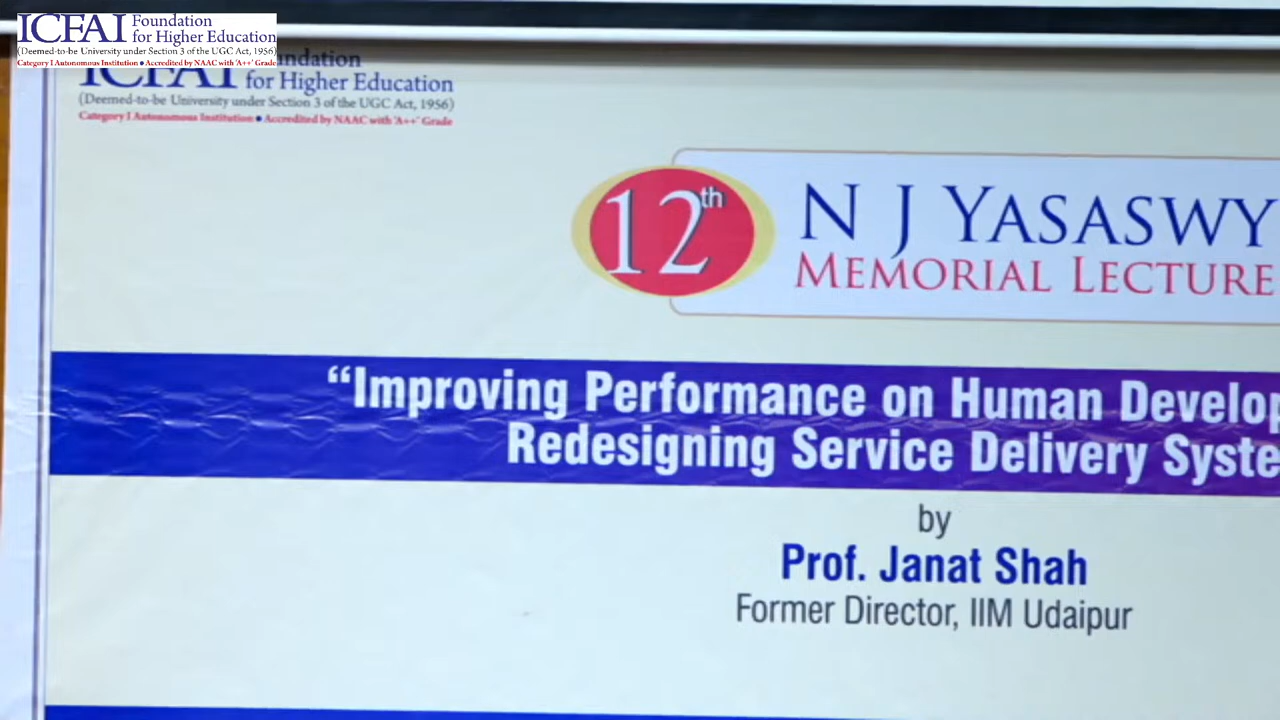 ICFAI Foundation
for Higher Education
(Deemed-to-be University under Section 3 of the UGC Act, 1956)
Category I Autonomous Institution • Accredited by NAAC with 'A++' Grade
ICFAI
for Higher Education
(Deemed-to-be University under Section 3 of the UGC Act, 1956)
Category I Autonomous Institution • Accredited by NAAC with 'A++' Grade
12th
N J YASASWY
MEMORIAL LECTURE
“Improving Performance on Human Develop
Redesigning Service Delivery Syste
by
Prof. Janat Shah
Former Director, IIM Udaipur